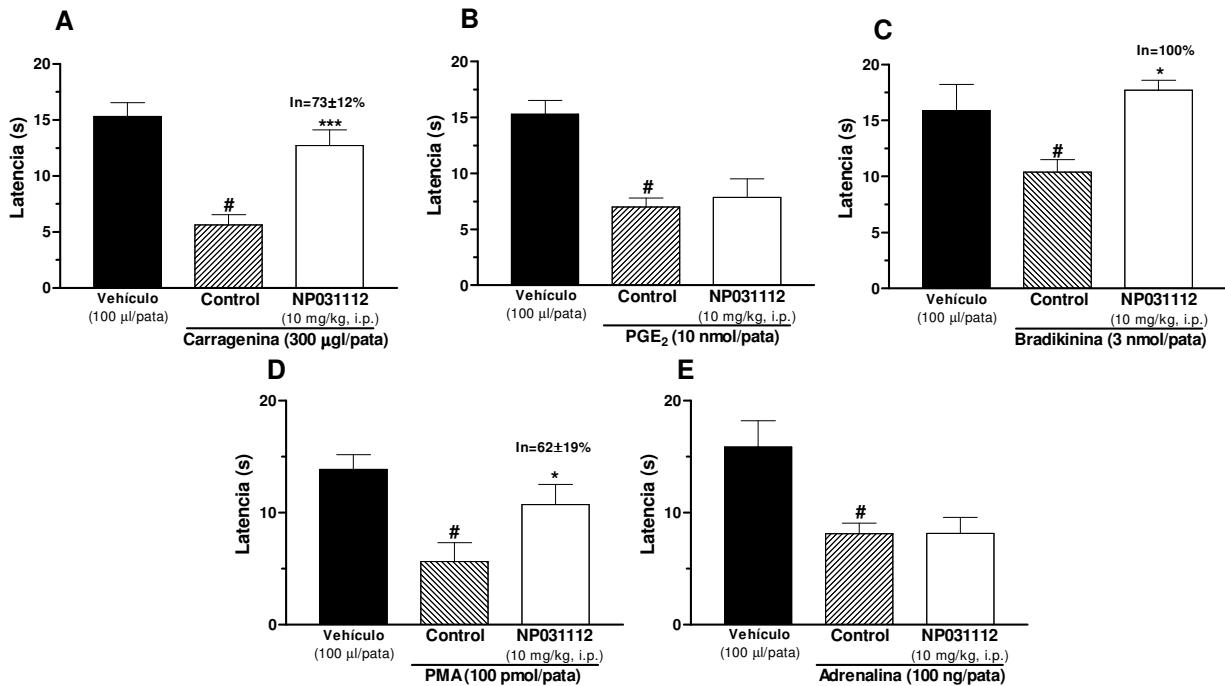 A
Latencia (s)
20
15
10
5
0
In=73±12%
***
#
Vehículo
(100 µl/pata)
Control
NP031112
(10 mg/kg, i.p.)
Carragenina (300 µgl/pata)
B
Latencia (s)
20
15
10
5
0
#
Vehículo
(100 µl/pata)
Control
NP031112
(10 mg/kg, i.p.)
PGE2 (10 nmol/pata)
C
Latencia (s)
20
15
10
5
0
In=100%
*
#
Vehículo
(100 µl/pata)
Control
NP031112
(10 mg/kg, i.p.)
Bradikinina (3 nmol/pata)
D
Latencia (s)
20
10
0
In=62±19%
*
#
Vehículo
(100 µl/pata)
Control
NP031112
(10 mg/kg, i.p.)
PMA (100 pmol/pata)
E
Latencia (s)
20
10
0
#
Vehículo
(100 µl/pata)
Control
NP031112
(10 mg/kg, i.p.)
Adrenalina (100 ng/pata)